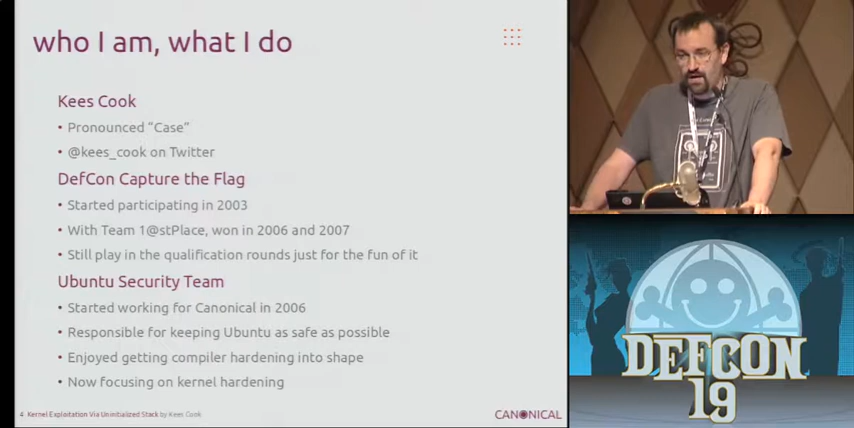 who I am, what I do
Kees Cook
• Pronounced “Case”
• @kees_cook on Twitter
DefCon Capture the Flag
• Started participating in 2003
• With Team 1@stPlace, won in 2006 and 2007
• Still play in the qualification rounds just for the fun of it
Ubuntu Security Team
• Started working for Canonical in 2006
• Responsible for keeping Ubuntu as safe as possible
• Enjoyed getting compiler hardening into shape
• Now focusing on kernel hardening
4 Kernel Exploitation Via Uninitialized Stack by Kees Cook
CANONICAL
DEFCON
19